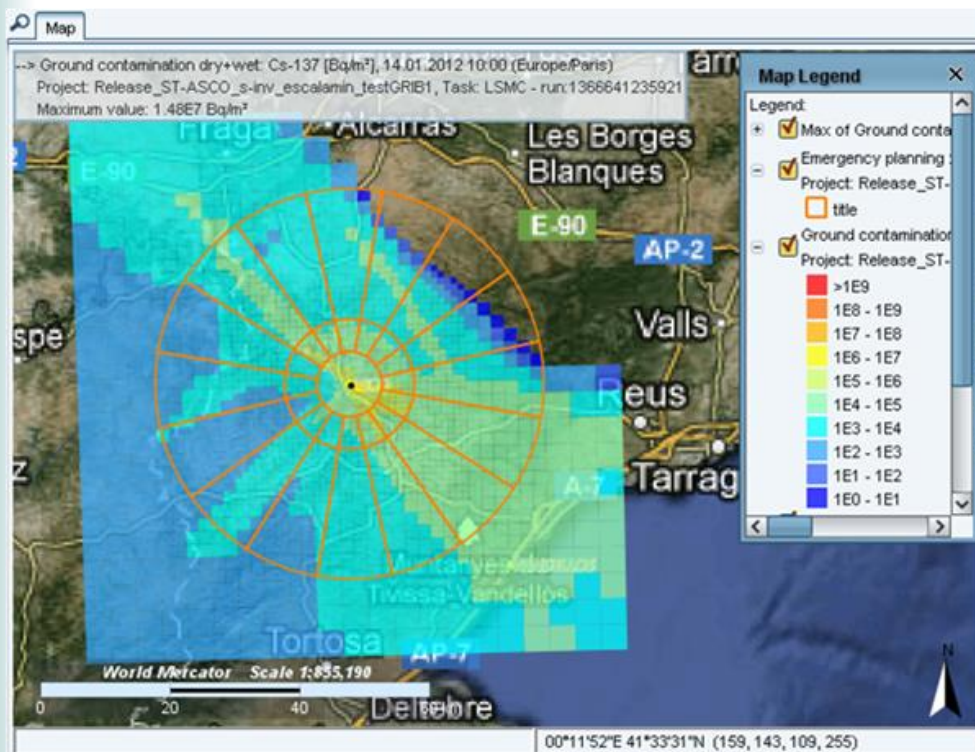 Map
--> Ground contamination dry+wet: Cs-137 [Bq/m²], 14.01.2012 10:00 (Europe/Paris)
Project: Release_ST-ASCO_s-inv_escalamin_testGRIB1, Task: LSMC - run:1366641235921
Maximum value: 1.48E7 Bq/m²
Fraga
Alcarras
E-90
Les Borges
Blanques
E-90
AP-2
Valls
spe
Reus
Tarrag
A-7
Tivissa-Vandellòs
Tortosa
AP-7
Deltebre
World Mercator Scale 1:855,190
0 20 40
Map Legend
Legend:
Max of Ground conta
Emergency planning
Project: Release_ST-
title
Ground contamination
Project: Release_ST-
>1E9
1E8 - 1E9
1E7 - 1E8
1E6 - 1E7
1E5 - 1E6
1E4 - 1E5
1E3 - 1E4
1E2 - 1E3
1E1 - 1E2
1E0 - 1E1
N
00°11'52"E 41°33'31"N (159, 143, 109, 255)